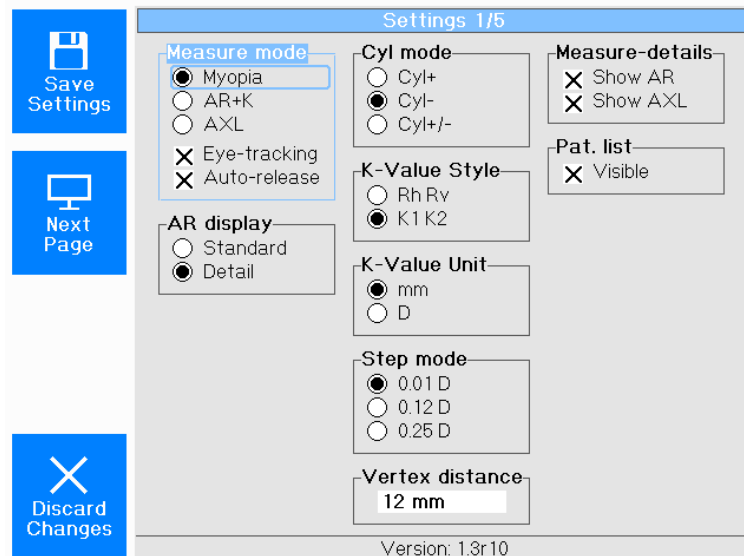 Settings 1/5
Save
Settings
Next
Page
Discard
Changes
Measure mode
Myopia
AR+K
AXL
Eye-tracking
Auto-release
AR display
Standard
Detail
Cyl mode
Cyl+
Cyl-
Cyl+/-
K-Value Style
Rh Rv
K1 K2
K-Value Unit
mm
D
Step mode
0.01 D
0.12 D
0.25 D
Vertex distance
12 mm
Measure-details
Show AR
Show AXL
Pat. list
Visible
Version: 1.3r10